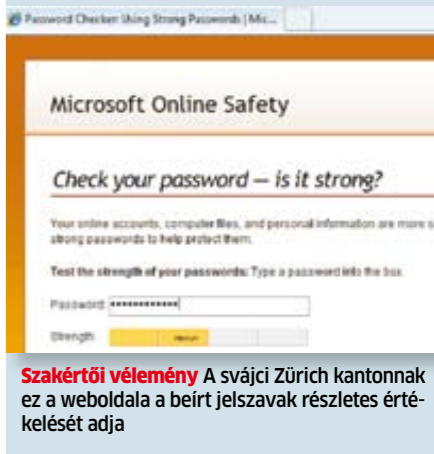 Password Checker: Using Strong Passwords | Mic...
Microsoft Online Safety
Check your password — is it strong?
Your online accounts, computer files, and personal information are more s
strong passwords to help protect them.
Test the strength of your passwords: Type a password into the box.
Password: ••••••••••••
Strength: Medium
Szakértői vélemény A svájci Zürich kantonnak
ez a weboldala a beírt jelszavak részletes érté-
kelését adja